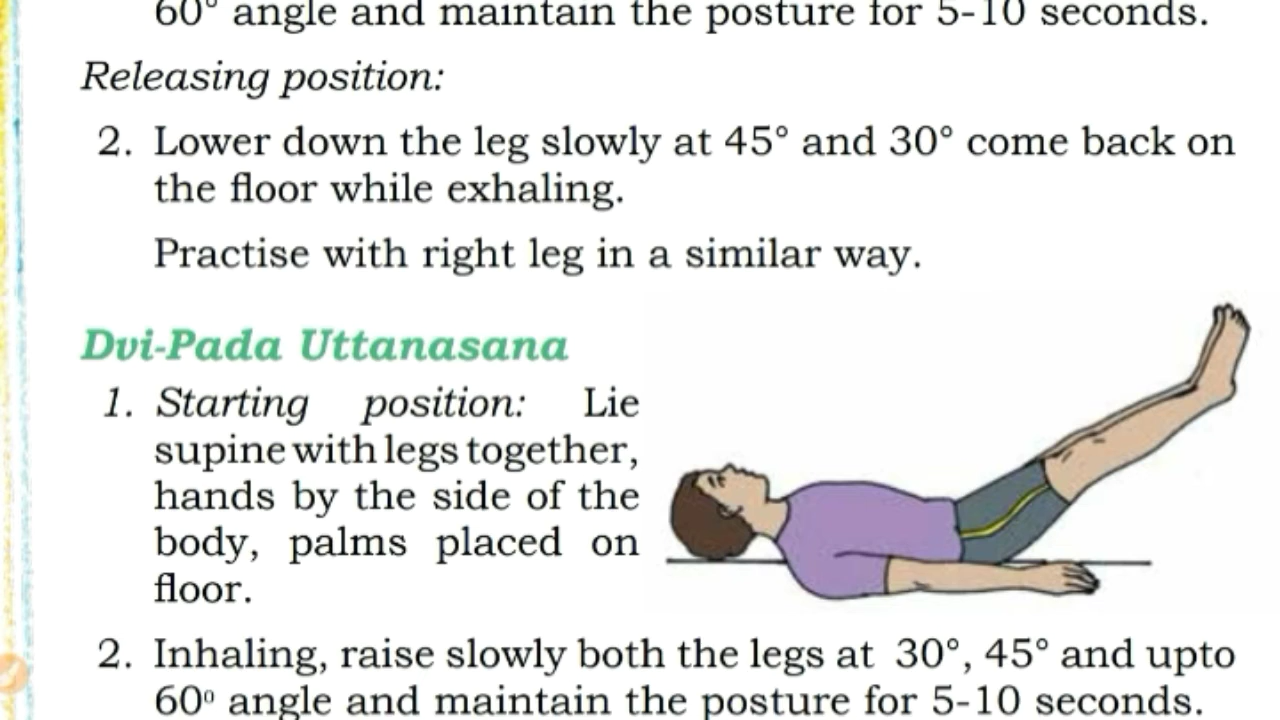 60° angle and maintain the posture for 5-10 seconds.
Releasing position:
2. Lower down the leg slowly at 45° and 30° come back on
the floor while exhaling.
Practise with right leg in a similar way.
Dvi-Pada Uttanasana
1. Starting position: Lie
supine with legs together,
hands by the side of the
body, palms placed on
floor.
2. Inhaling, raise slowly both the legs at 30°, 45° and upto
60⁰ angle and maintain the posture for 5-10 seconds.